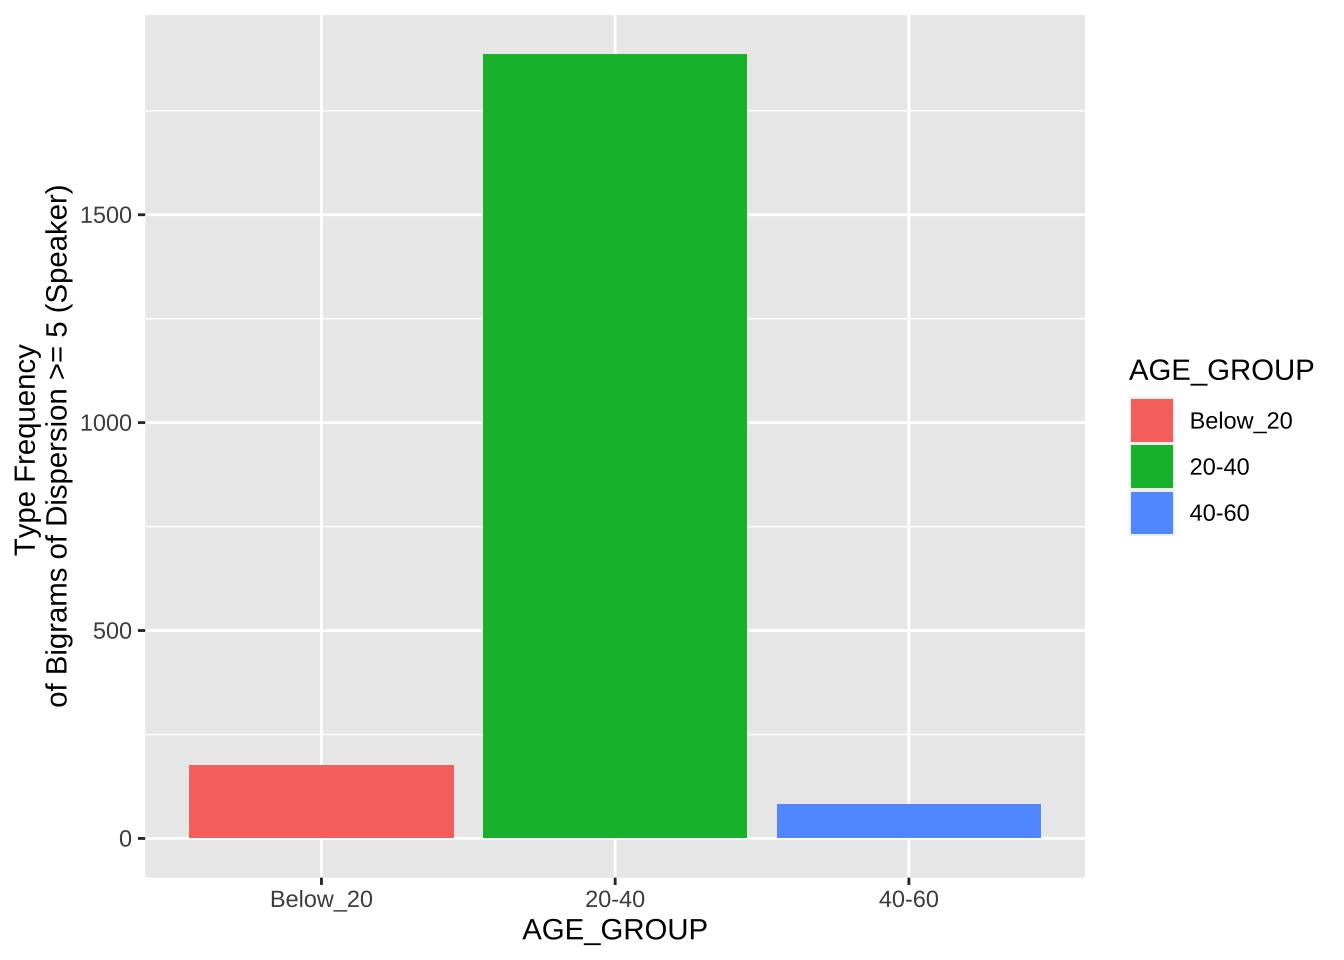 Type Frequency
of Bigrams of Dispersion >= 5 (Speaker)
1500
1000
500
0
Below_20
20-40
40-60
AGE_GROUP
AGE_GROUP
Below_20
20-40
40-60